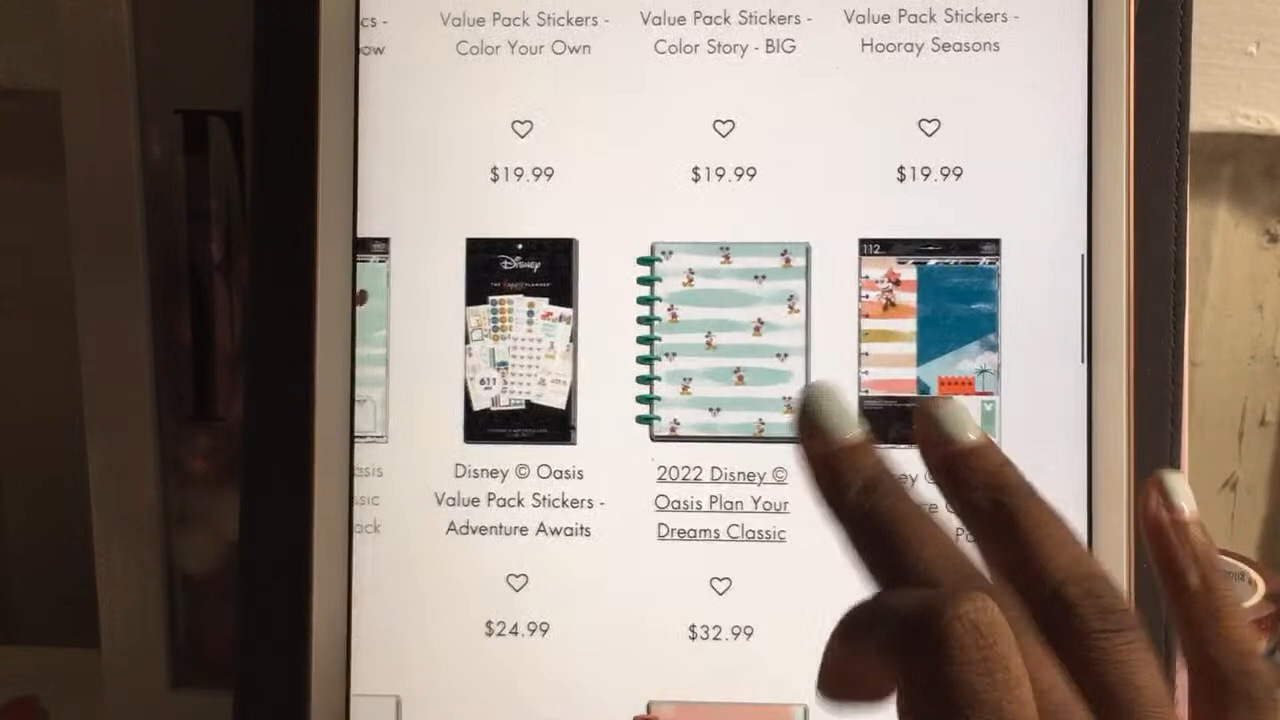 cs -
ow
Value Pack Stickers -
Color Your Own
Value Pack Stickers -
Color Story - BIG
Value Pack Stickers -
Hooray Seasons
$19.99
$19.99
$19.99
Disney
611
112
Disney © Oasis
Value Pack Stickers -
Adventure Awaits
$24.99
2022 Disney ©
Oasis Plan Your
Dreams Classic
$32.99